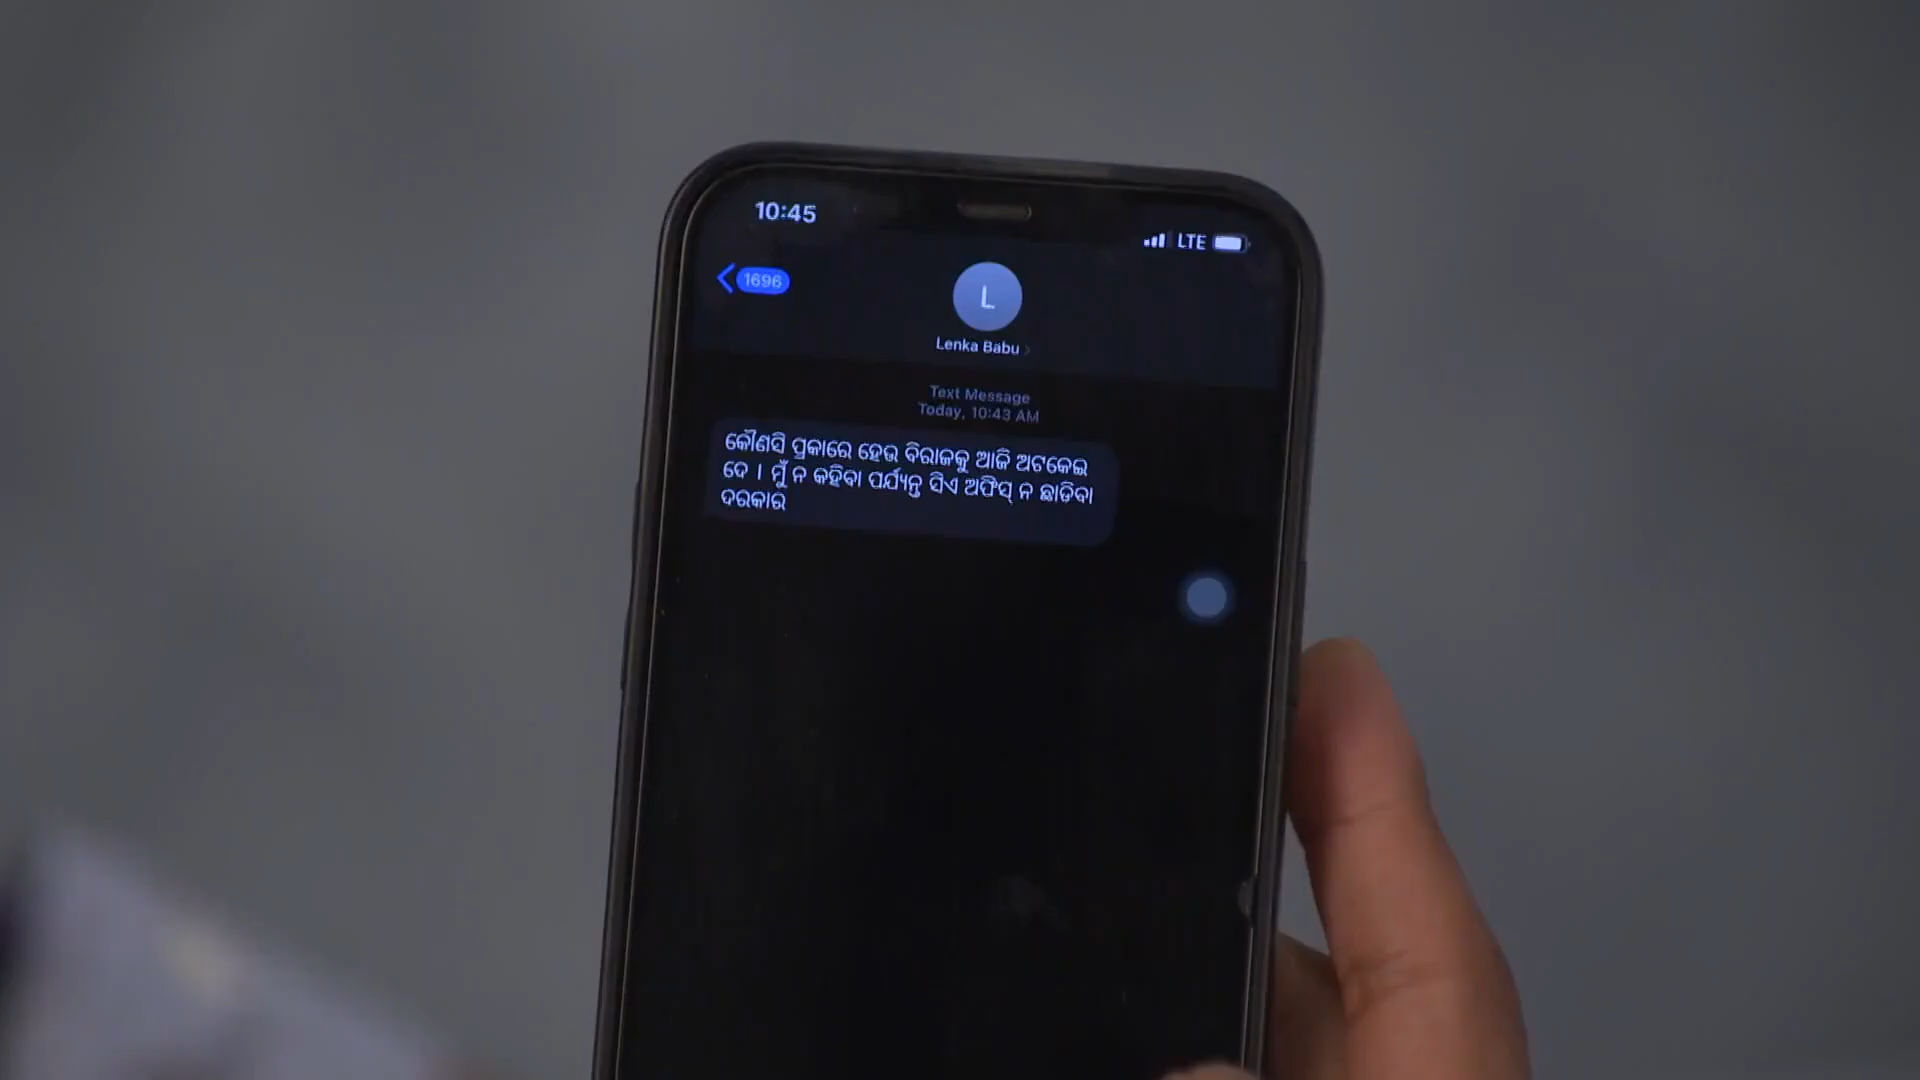 10:45
LTE
1696
L
Lenka Babu
Text Message
Today, 10:43 AM
କୌଣସି ପ୍ରକାରେ ହେଉ ବିରାଜକୁ ଆଜି ଅଟକେଇ
ଦେ । ମୁଁ ନ କହିବା ପର୍ଯ୍ୟନ୍ତ ସିଏ ଅଫିସ୍ ନ ଛାଡିବା
ଦରକାର